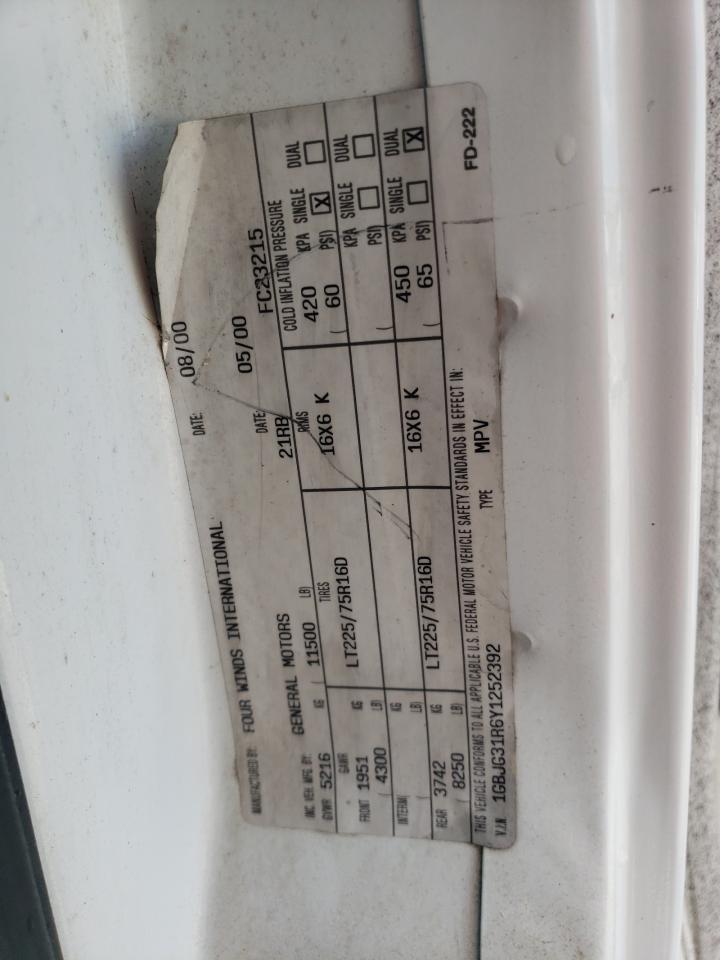 MANUFACTURED BY: FOUR WINDS INTERNATIONAL DATE: 08/00
INC. VEH. MFG. BY: GENERAL MOTORS DATE: 05/00
GVWR 5216 KG ( 11500 LB) 21RB FC23215
GAWR TIRES RIMS COLD INFLATION PRESSURE
FRONT 1951 KG LT225/75R16D 16X6 K 420 KPA SINGLE DUAL
( 4300 LB) ( 60 PSI) X
INTERM KG KPA SINGLE DUAL
( LB) ( PSI)
REAR 3742 KG LT225/75R16D 16X6 K 450 KPA SINGLE DUAL
( 8250 LB) ( 65 PSI) X
THIS VEHICLE CONFORMS TO ALL APPLICABLE U.S. FEDERAL MOTOR VEHICLE SAFETY STANDARDS IN EFFECT IN:
V.I.N. 1GBJG31R6Y1252392 TYPE MPV FD-222